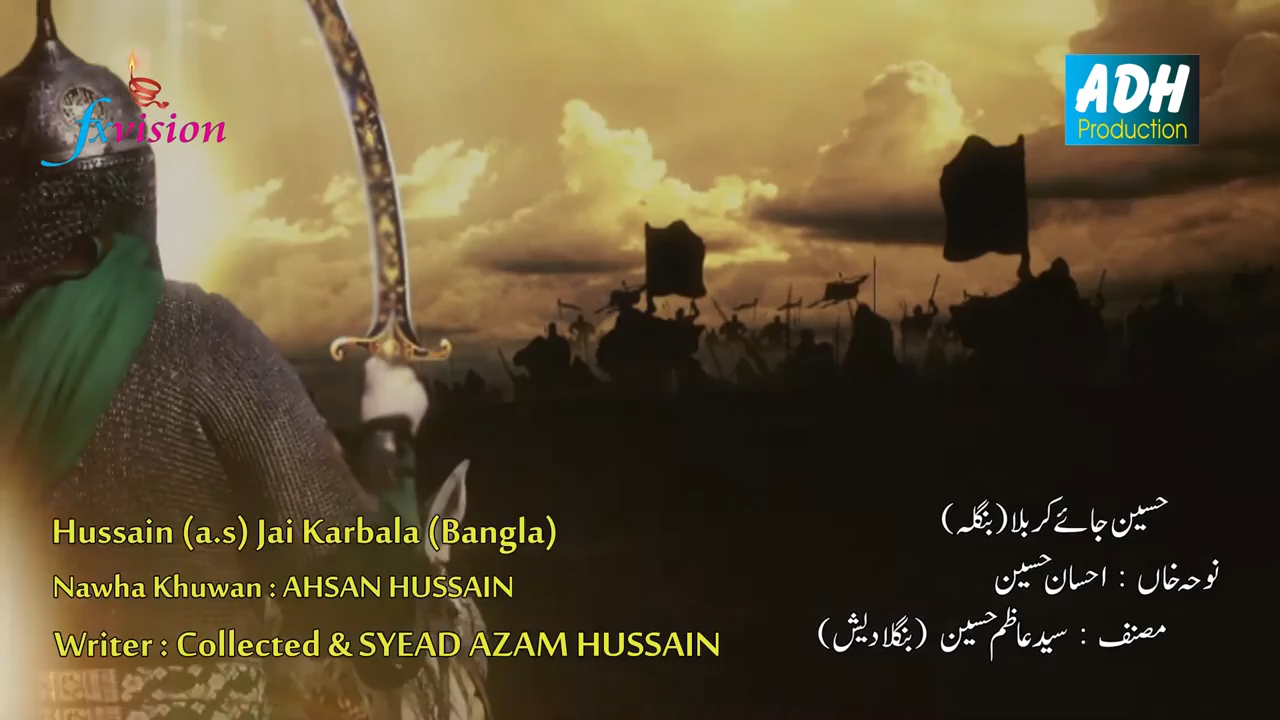 fxvision
ADH
Production
Hussain (a.s) Jai Karbala (Bangla)
Nawha Khuwan : AHSAN HUSSAIN
Writer : Collected & SYEAD AZAM HUSSAIN
حسین جائے کربلا (بنگلہ)
نوحہ خاں : احسان حسین
مصنف : سید عاظم حسین (بنگلادیش)